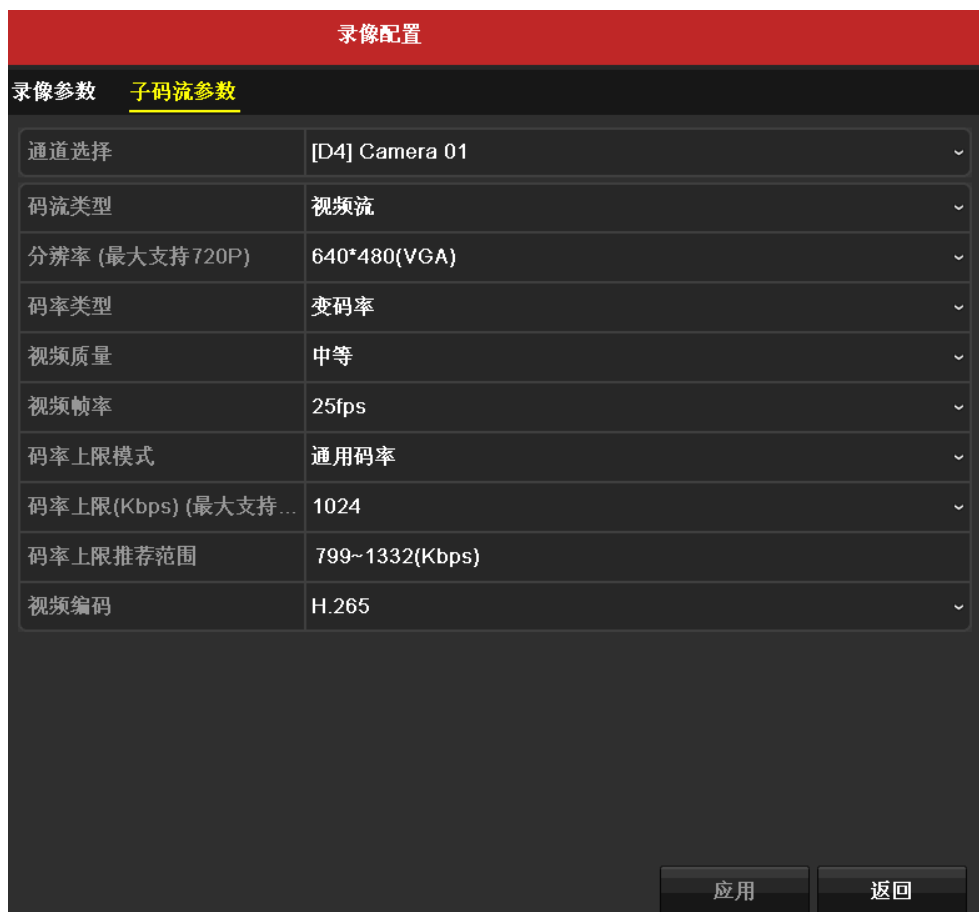 录像配置
录像参数 子码流参数
通道选择 [D4] Camera 01
码流类型 视频流
分辨率 (最大支持720P) 640*480(VGA)
码率类型 变码率
视频质量 中等
视频帧率 25fps
码率上限模式 通用码率
码率上限(Kbps) (最大支持... 1024
码率上限推荐范围 799~1332(Kbps)
视频编码 H.265
应用 返回